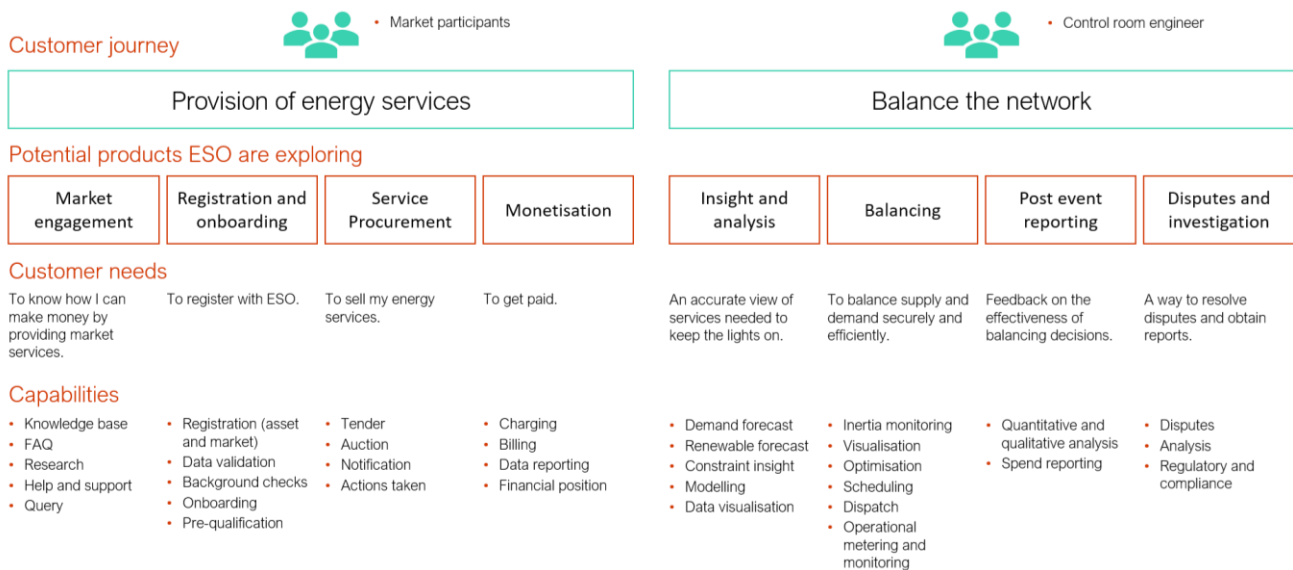 Market participants
Control room engineer
Customer journey
Provision of energy services
Balance the network
Potential products ESO are exploring
Market
engagement
Registration and
onboarding
Service
Procurement
Monetisation
Insight and
analysis
Balancing
Post event
reporting
Disputes and
investigation
Customer needs
To know how I can
make money by
providing market
services.
To register with ESO.
To sell my energy
services.
To get paid.
An accurate view of
services needed to
keep the lights on.
To balance supply and
demand securely and
efficiently.
Feedback on the
effectiveness of
balancing decisions.
A way to resolve
disputes and obtain
reports.
Capabilities
• Knowledge base
• FAQ
• Research
• Help and support
• Query
• Registration (asset
and market)
• Data validation
• Background checks
• Onboarding
• Pre-qualification
• Tender
• Auction
• Notification
• Actions taken
• Charging
• Billing
• Data reporting
• Financial position
• Demand forecast
• Renewable forecast
• Constraint insight
• Modelling
• Data visualisation
• Inertia monitoring
• Visualisation
• Optimisation
• Scheduling
• Dispatch
• Operational
metering and
monitoring
• Quantitative and
qualitative analysis
• Spend reporting
• Disputes
• Analysis
• Regulatory and
compliance